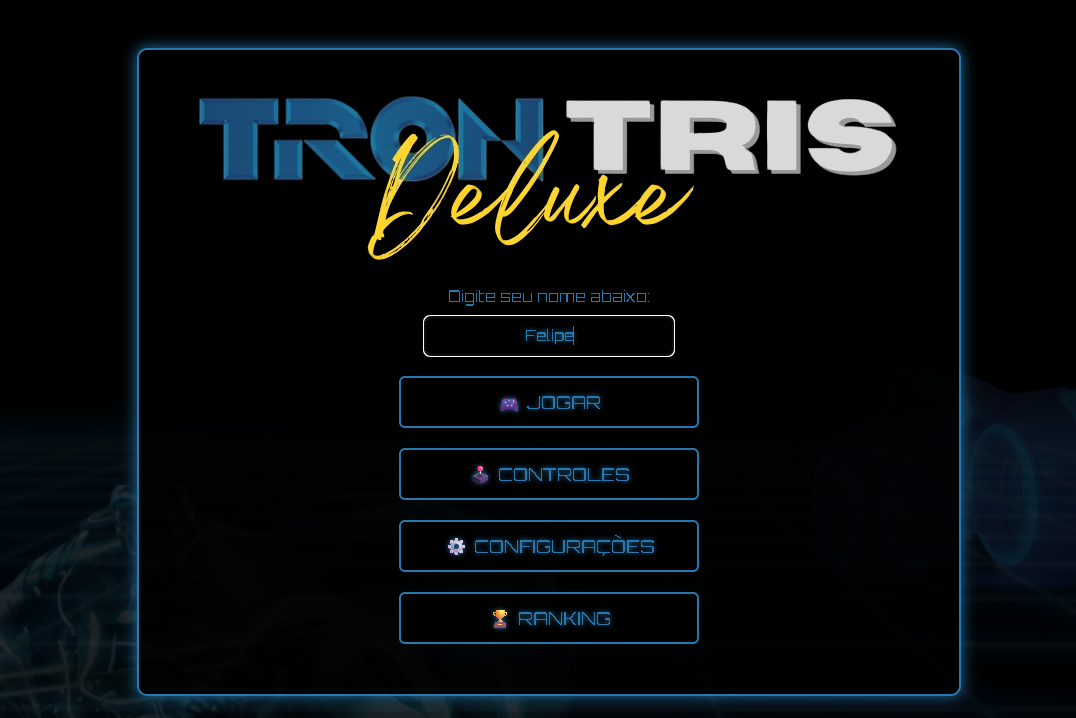 TRON TRIS
Deluxe
Digite seu nome abaixo:
Felipe
JOGAR
CONTROLES
CONFIGURAÇÕES
RANKING